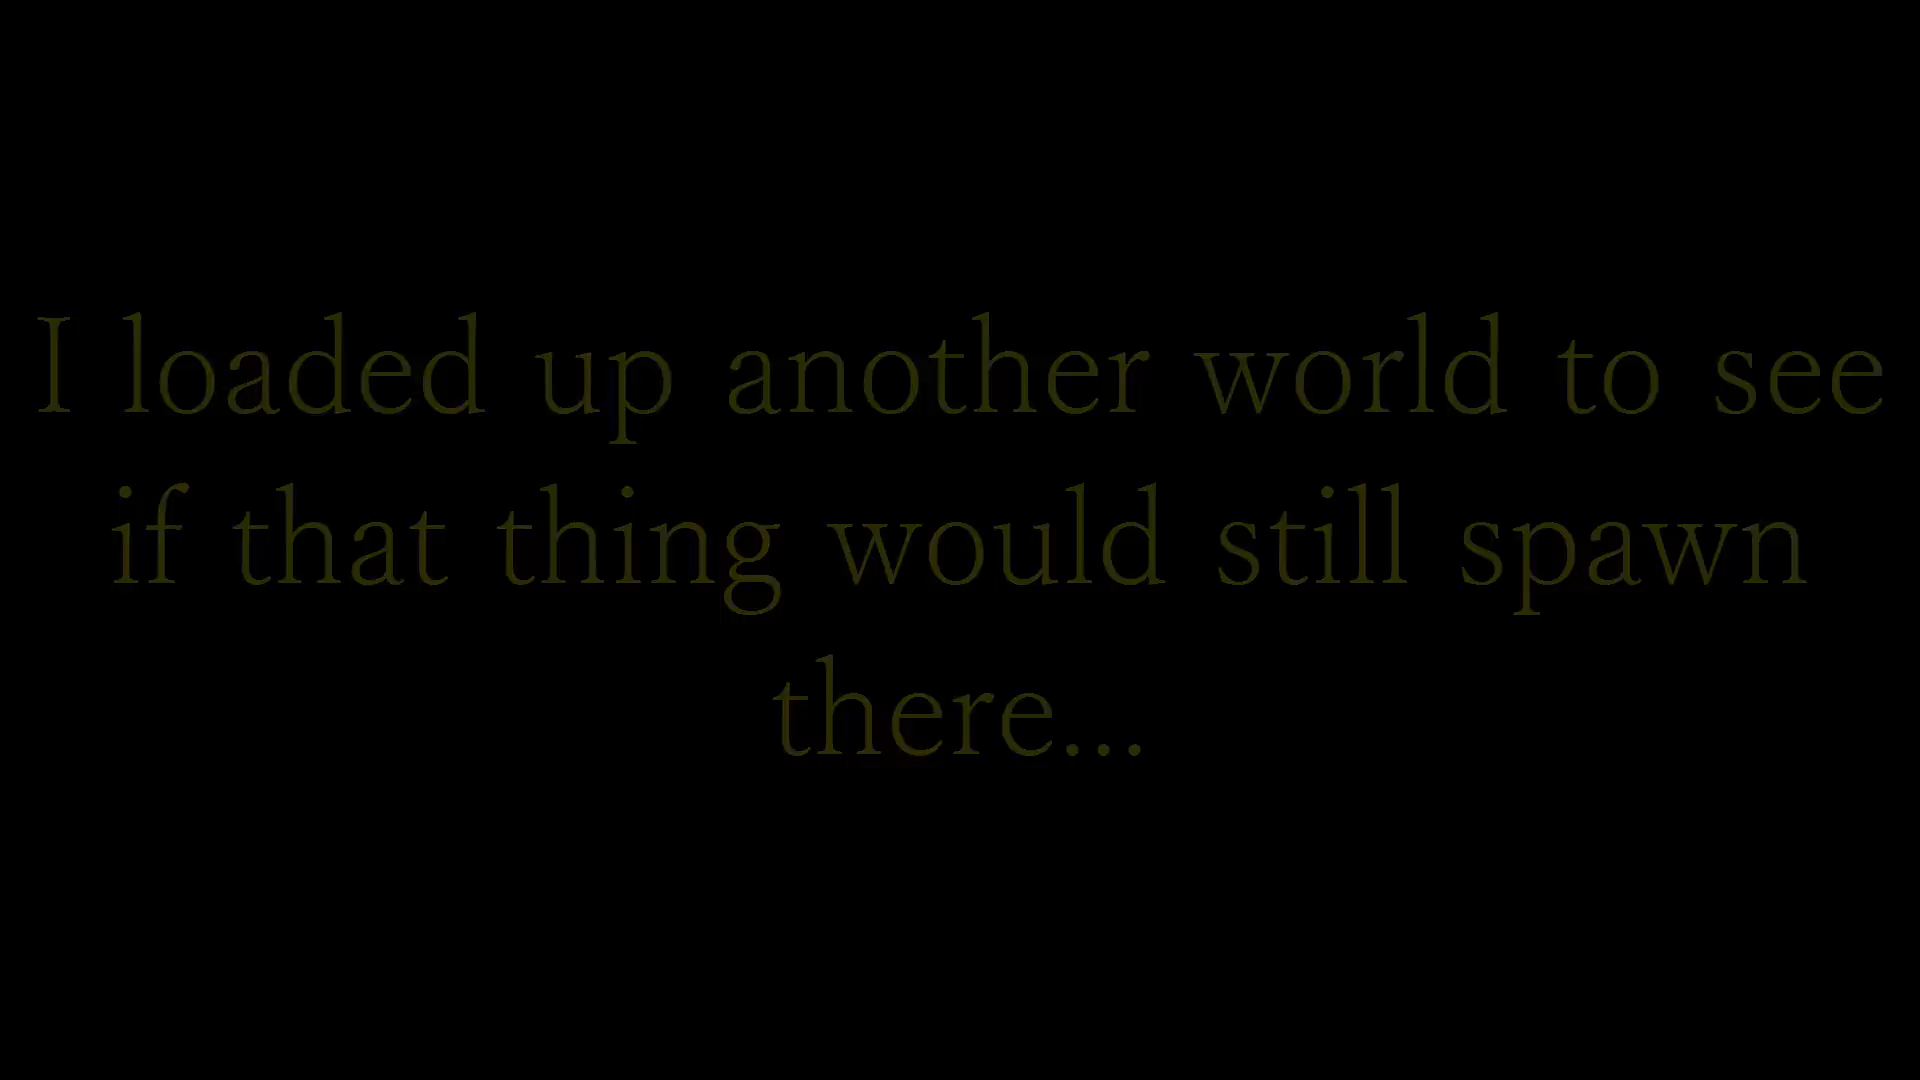 I loaded up another world to see
if that thing would still spawn
there...